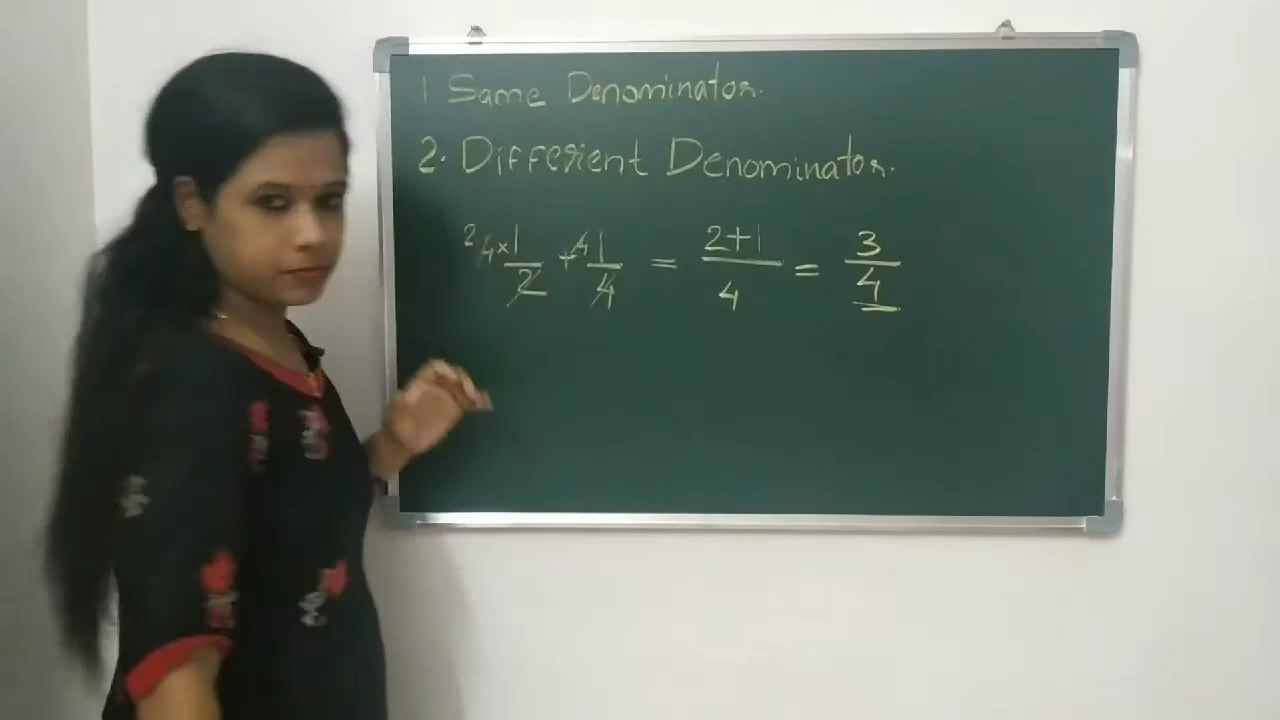 1 Same Denominator.
2. Different Denominator.
2 4 × 1/2 + 4 1/4 = 2+1/4 = 3/4